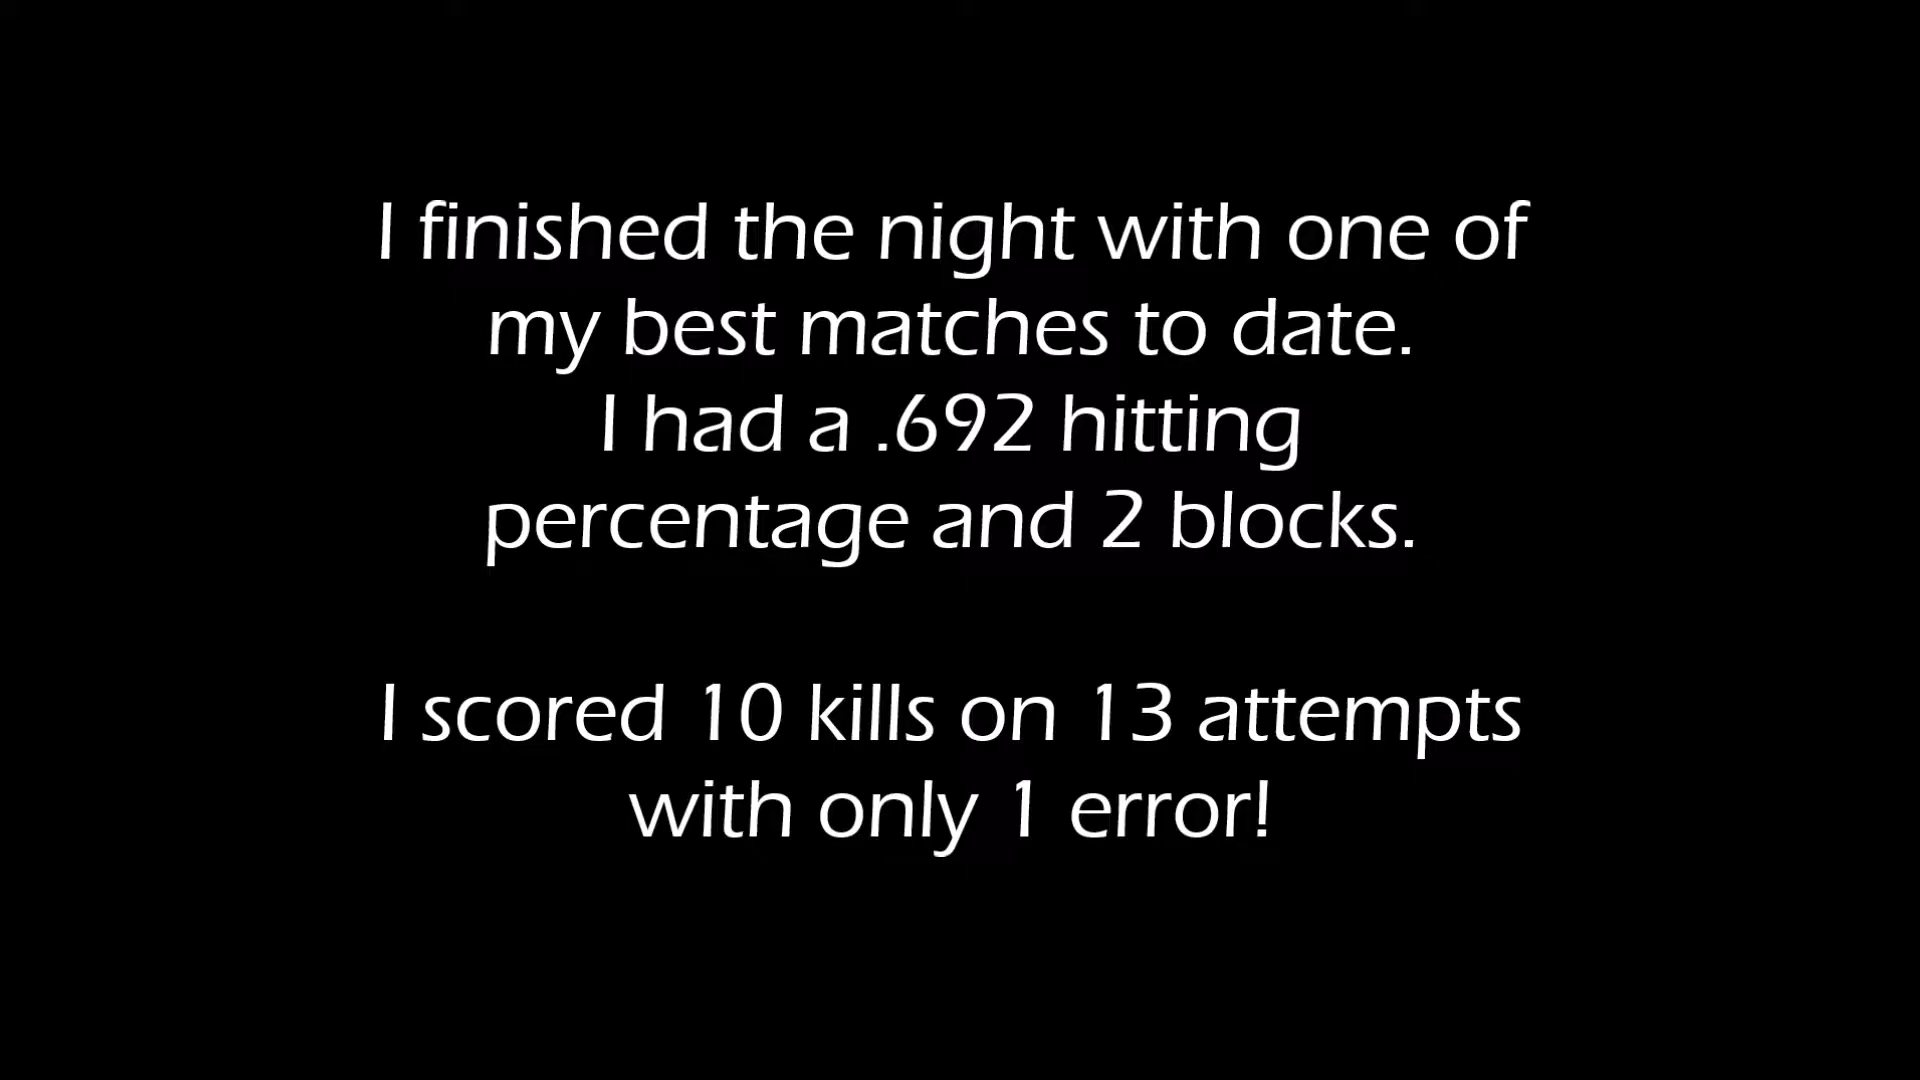 I finished the night with one of
my best matches to date.
I had a .692 hitting
percentage and 2 blocks.
I scored 10 kills on 13 attempts
with only 1 error!